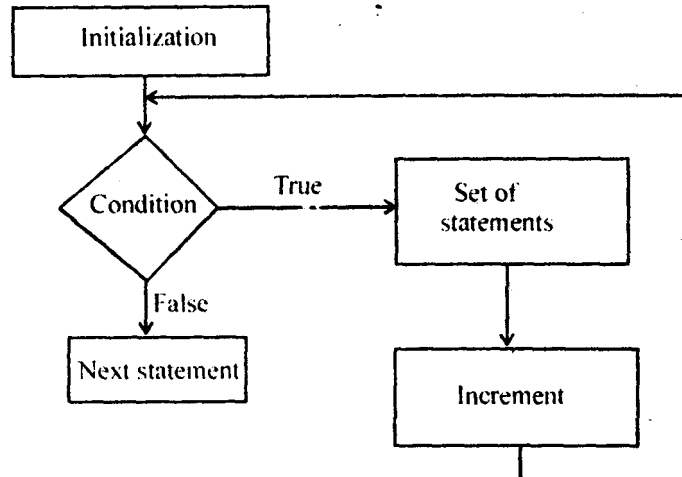 Initialization
Condition
True
Set of
statements
False
Next statement
Increment